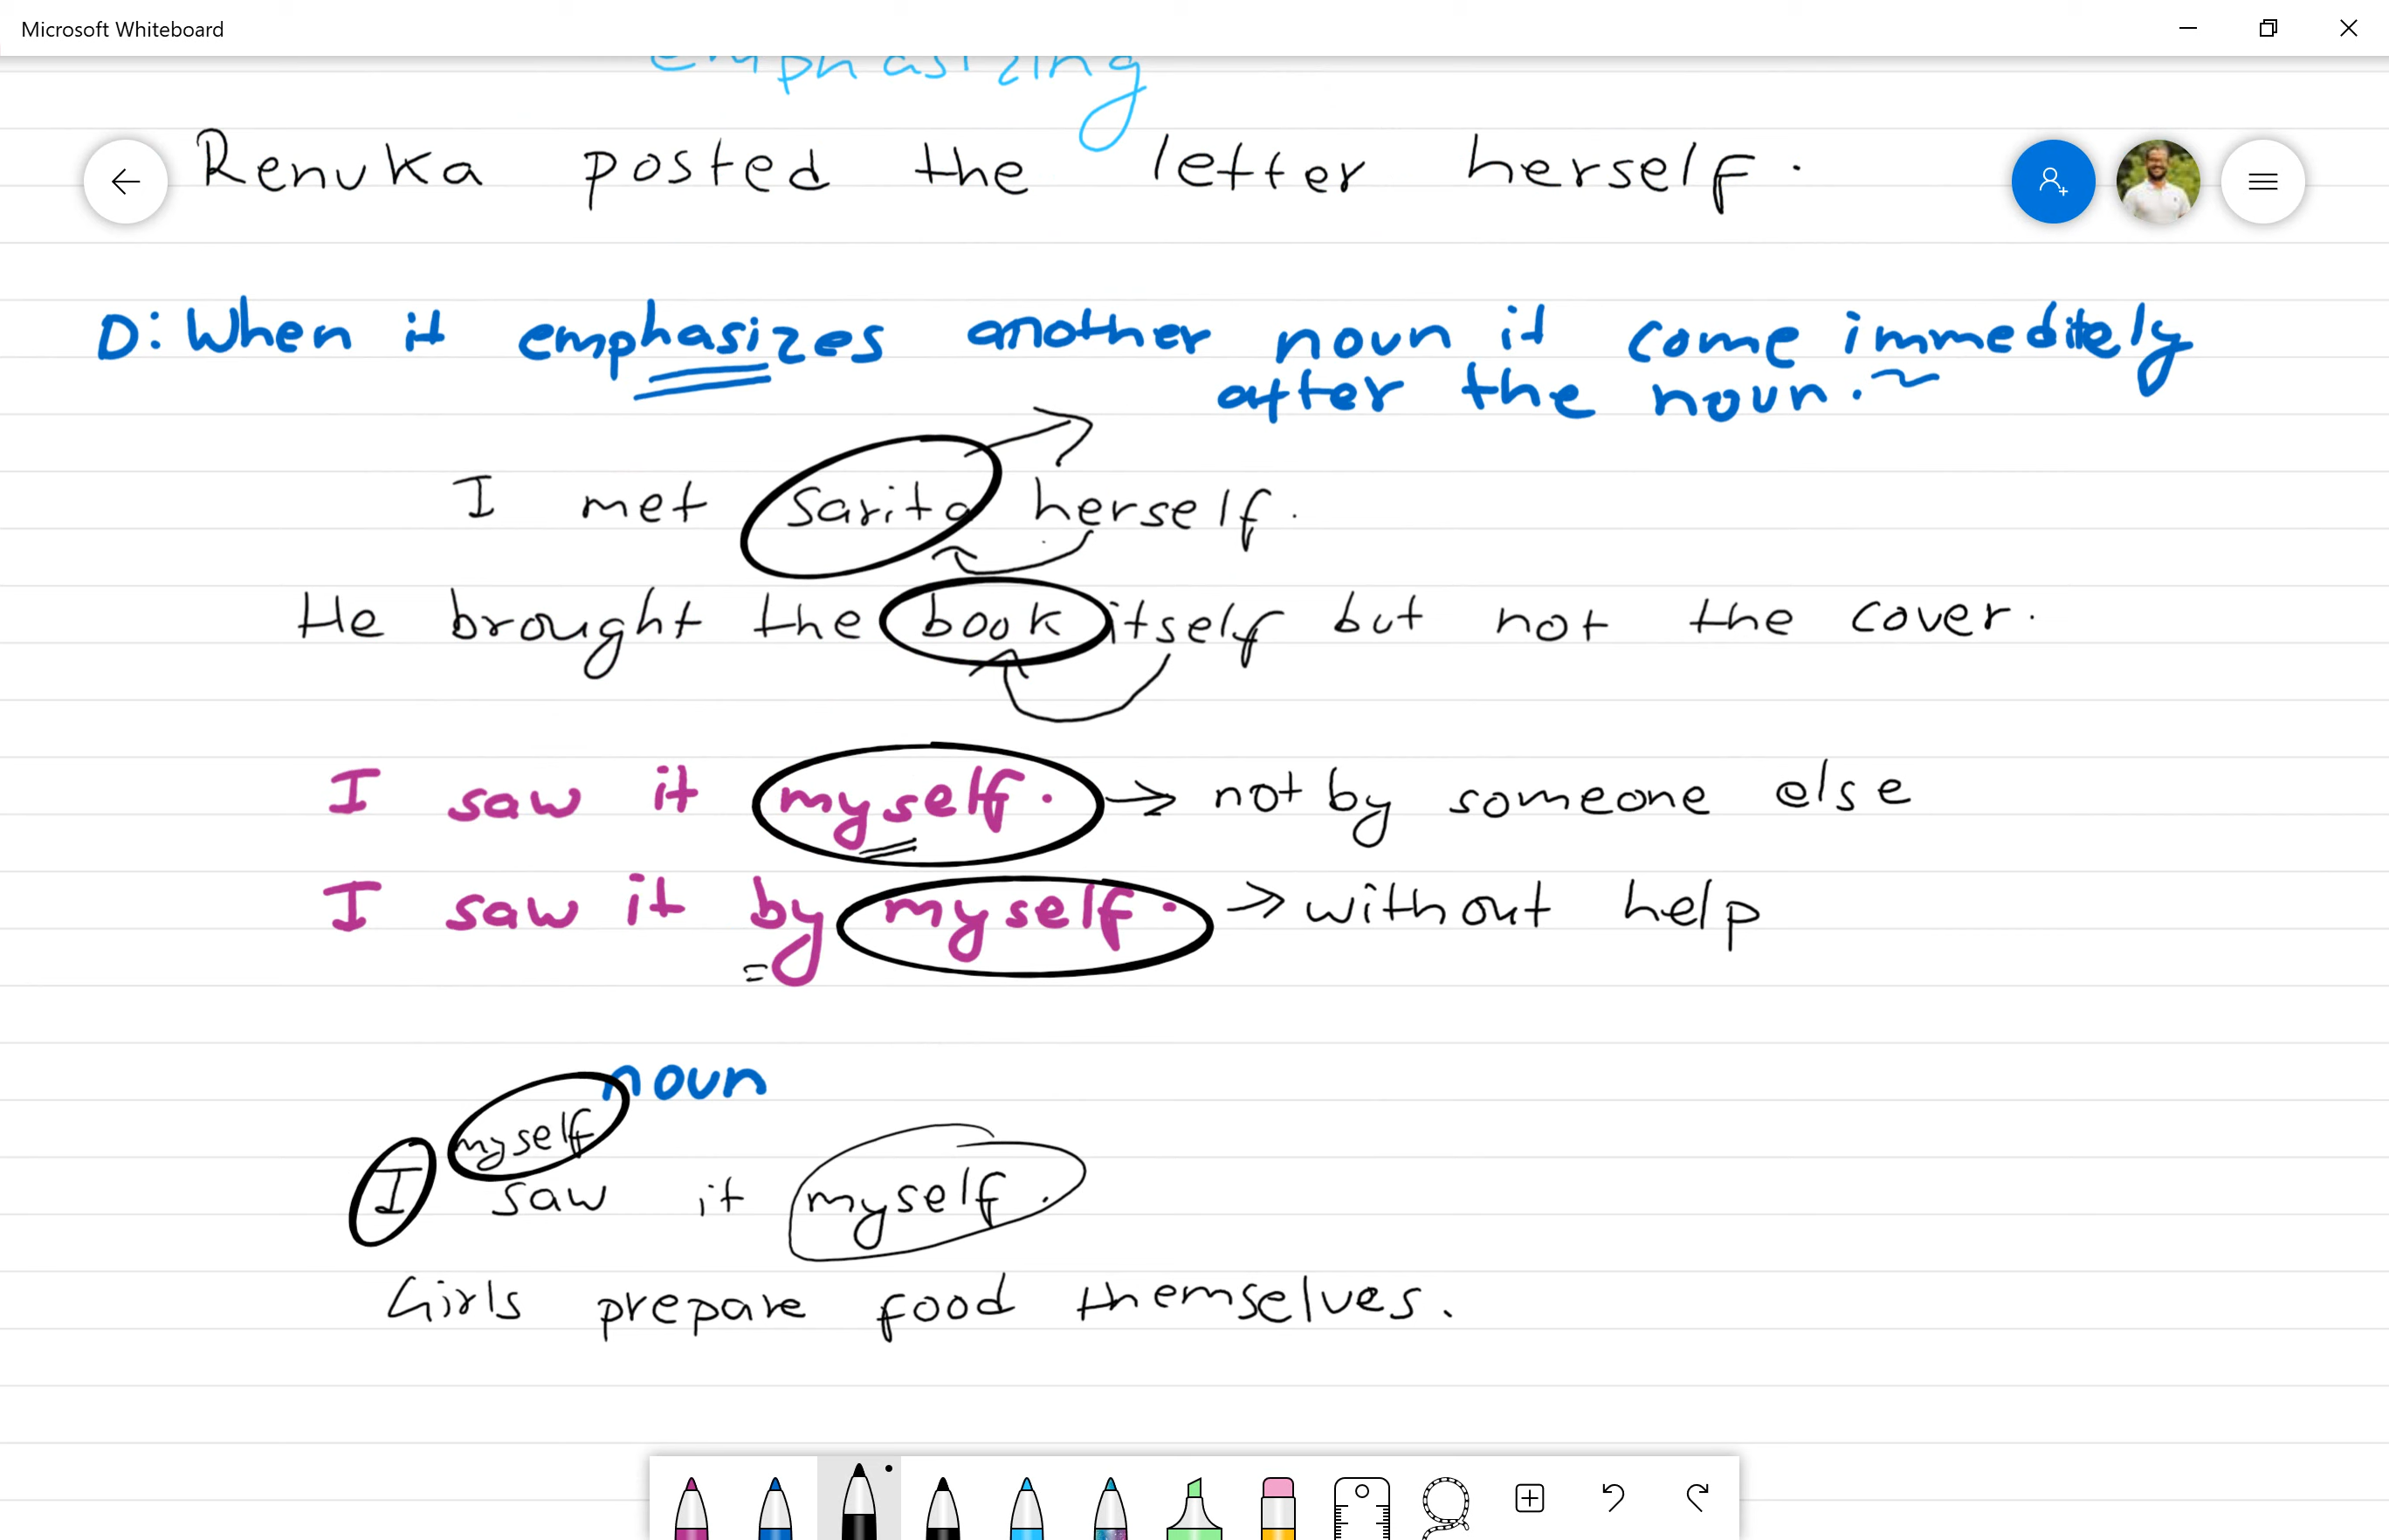 Microsoft Whiteboard
emphasizing
Renuka posted the letter herself.
D: When it emphasizes another noun it come immeditely
after the noun.
I met Sarita herself.
He brought the book itself but not the cover.
I saw it myself. → not by someone else
I saw it by myself. → without help
noun
myself
I saw it myself.
Girls prepare food themselves.